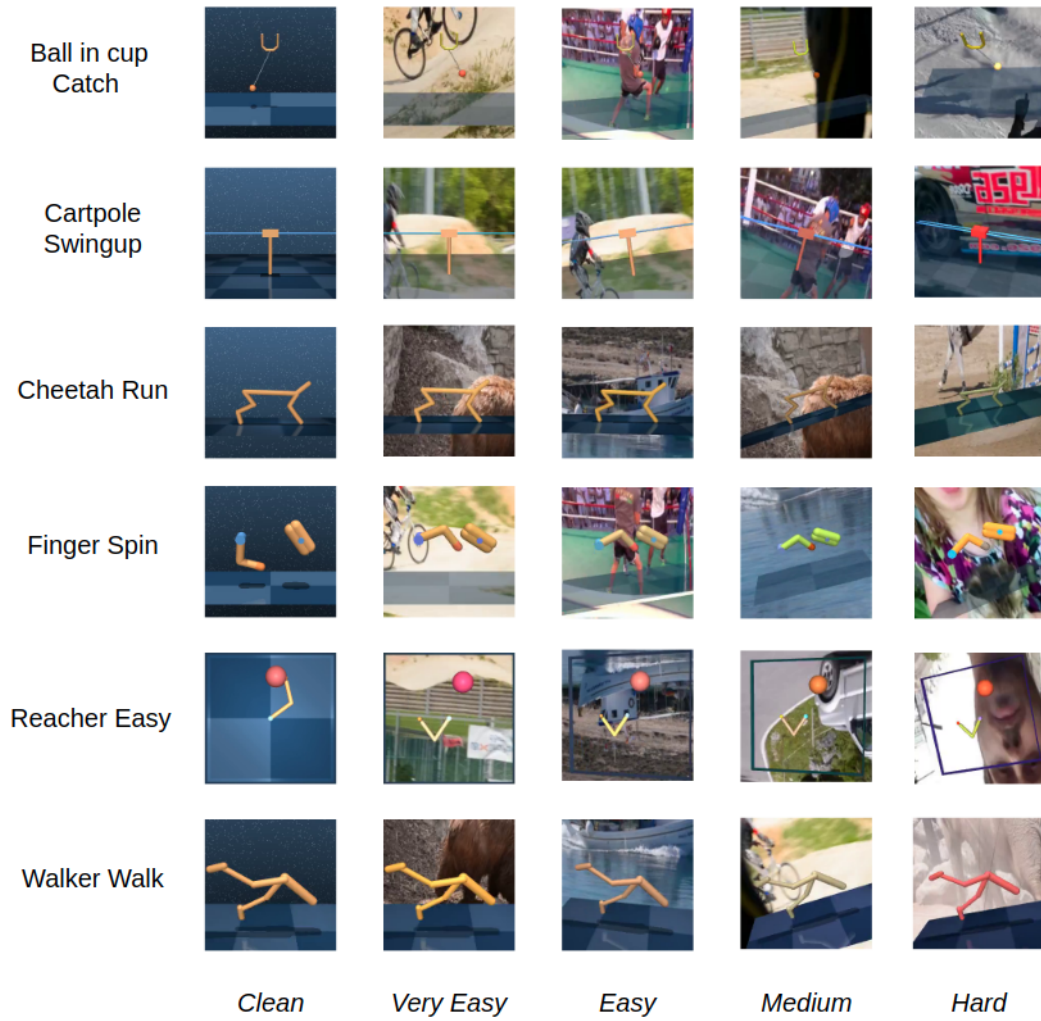 Ball in cup
Catch
Cartpole
Swingup
Cheetah Run
Finger Spin
Reacher Easy
Walker Walk
Clean Very Easy Easy Medium Hard